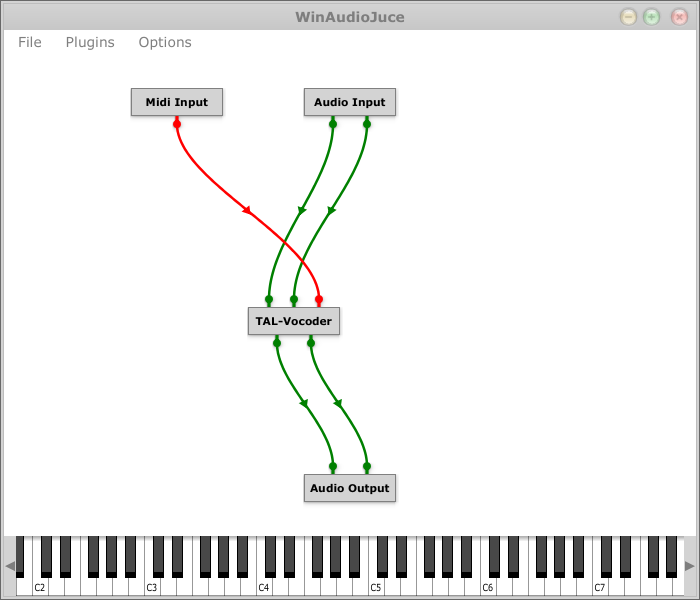 WinAudioJuce
File Plugins Options
Midi Input Audio Input
TAL-Vocoder
Audio Output
C2 C3 C4 C5 C6 C7